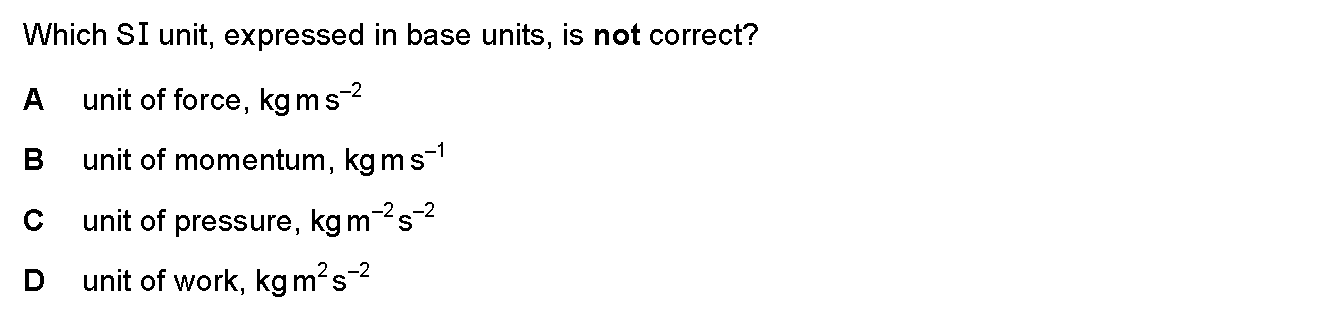 Which SI unit, expressed in base units, is not correct?
A unit of force, kg m s⁻²
B unit of momentum, kg m s⁻¹
C unit of pressure, kg m⁻² s⁻²
D unit of work, kg m² s⁻²